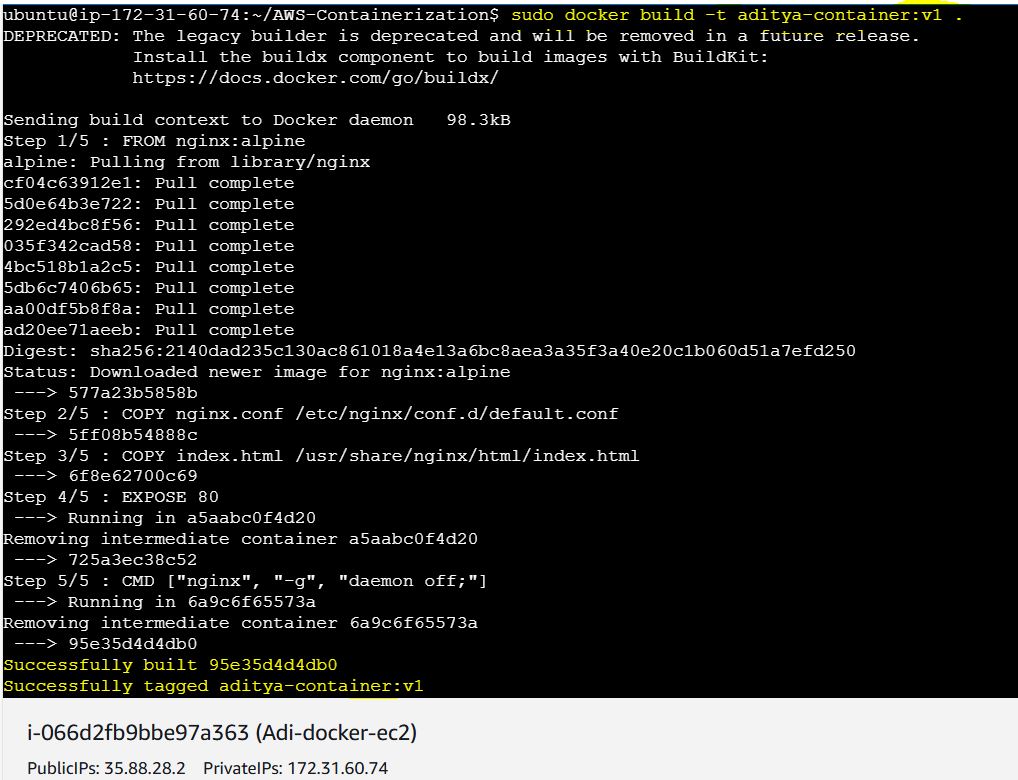 ubuntu@ip-172-31-60-74:~/AWS-Containerization$ sudo docker build -t aditya-container:v1 .
DEPRECATED: The legacy builder is deprecated and will be removed in a future release.
            Install the buildx component to build images with BuildKit:
            https://docs.docker.com/go/buildx/

Sending build context to Docker daemon   98.3kB
Step 1/5 : FROM nginx:alpine
alpine: Pulling from library/nginx
cf04c63912e1: Pull complete
5d0e64b3e722: Pull complete
292ed4bc8f56: Pull complete
035f342cad58: Pull complete
4bc518b1a2c5: Pull complete
5db6c7406b65: Pull complete
aa00df5b8f8a: Pull complete
ad20ee71aeeb: Pull complete
Digest: sha256:2140dad235c130ac861018a4e13a6bc8aea3a35f3a40e20c1b060d51a7efd250
Status: Downloaded newer image for nginx:alpine
 ---> 577a23b5858b
Step 2/5 : COPY nginx.conf /etc/nginx/conf.d/default.conf
 ---> 5ff08b54888c
Step 3/5 : COPY index.html /usr/share/nginx/html/index.html
 ---> 6f8e62700c69
Step 4/5 : EXPOSE 80
 ---> Running in a5aabc0f4d20
Removing intermediate container a5aabc0f4d20
 ---> 725a3ec38c52
Step 5/5 : CMD ["nginx", "-g", "daemon off;"]
 ---> Running in 6a9c6f65573a
Removing intermediate container 6a9c6f65573a
 ---> 95e35d4d4db0
Successfully built 95e35d4d4db0
Successfully tagged aditya-container:v1
i-066d2fb9bbe97a363 (Adi-docker-ec2)
PublicIPs: 35.88.28.2   PrivateIPs: 172.31.60.74